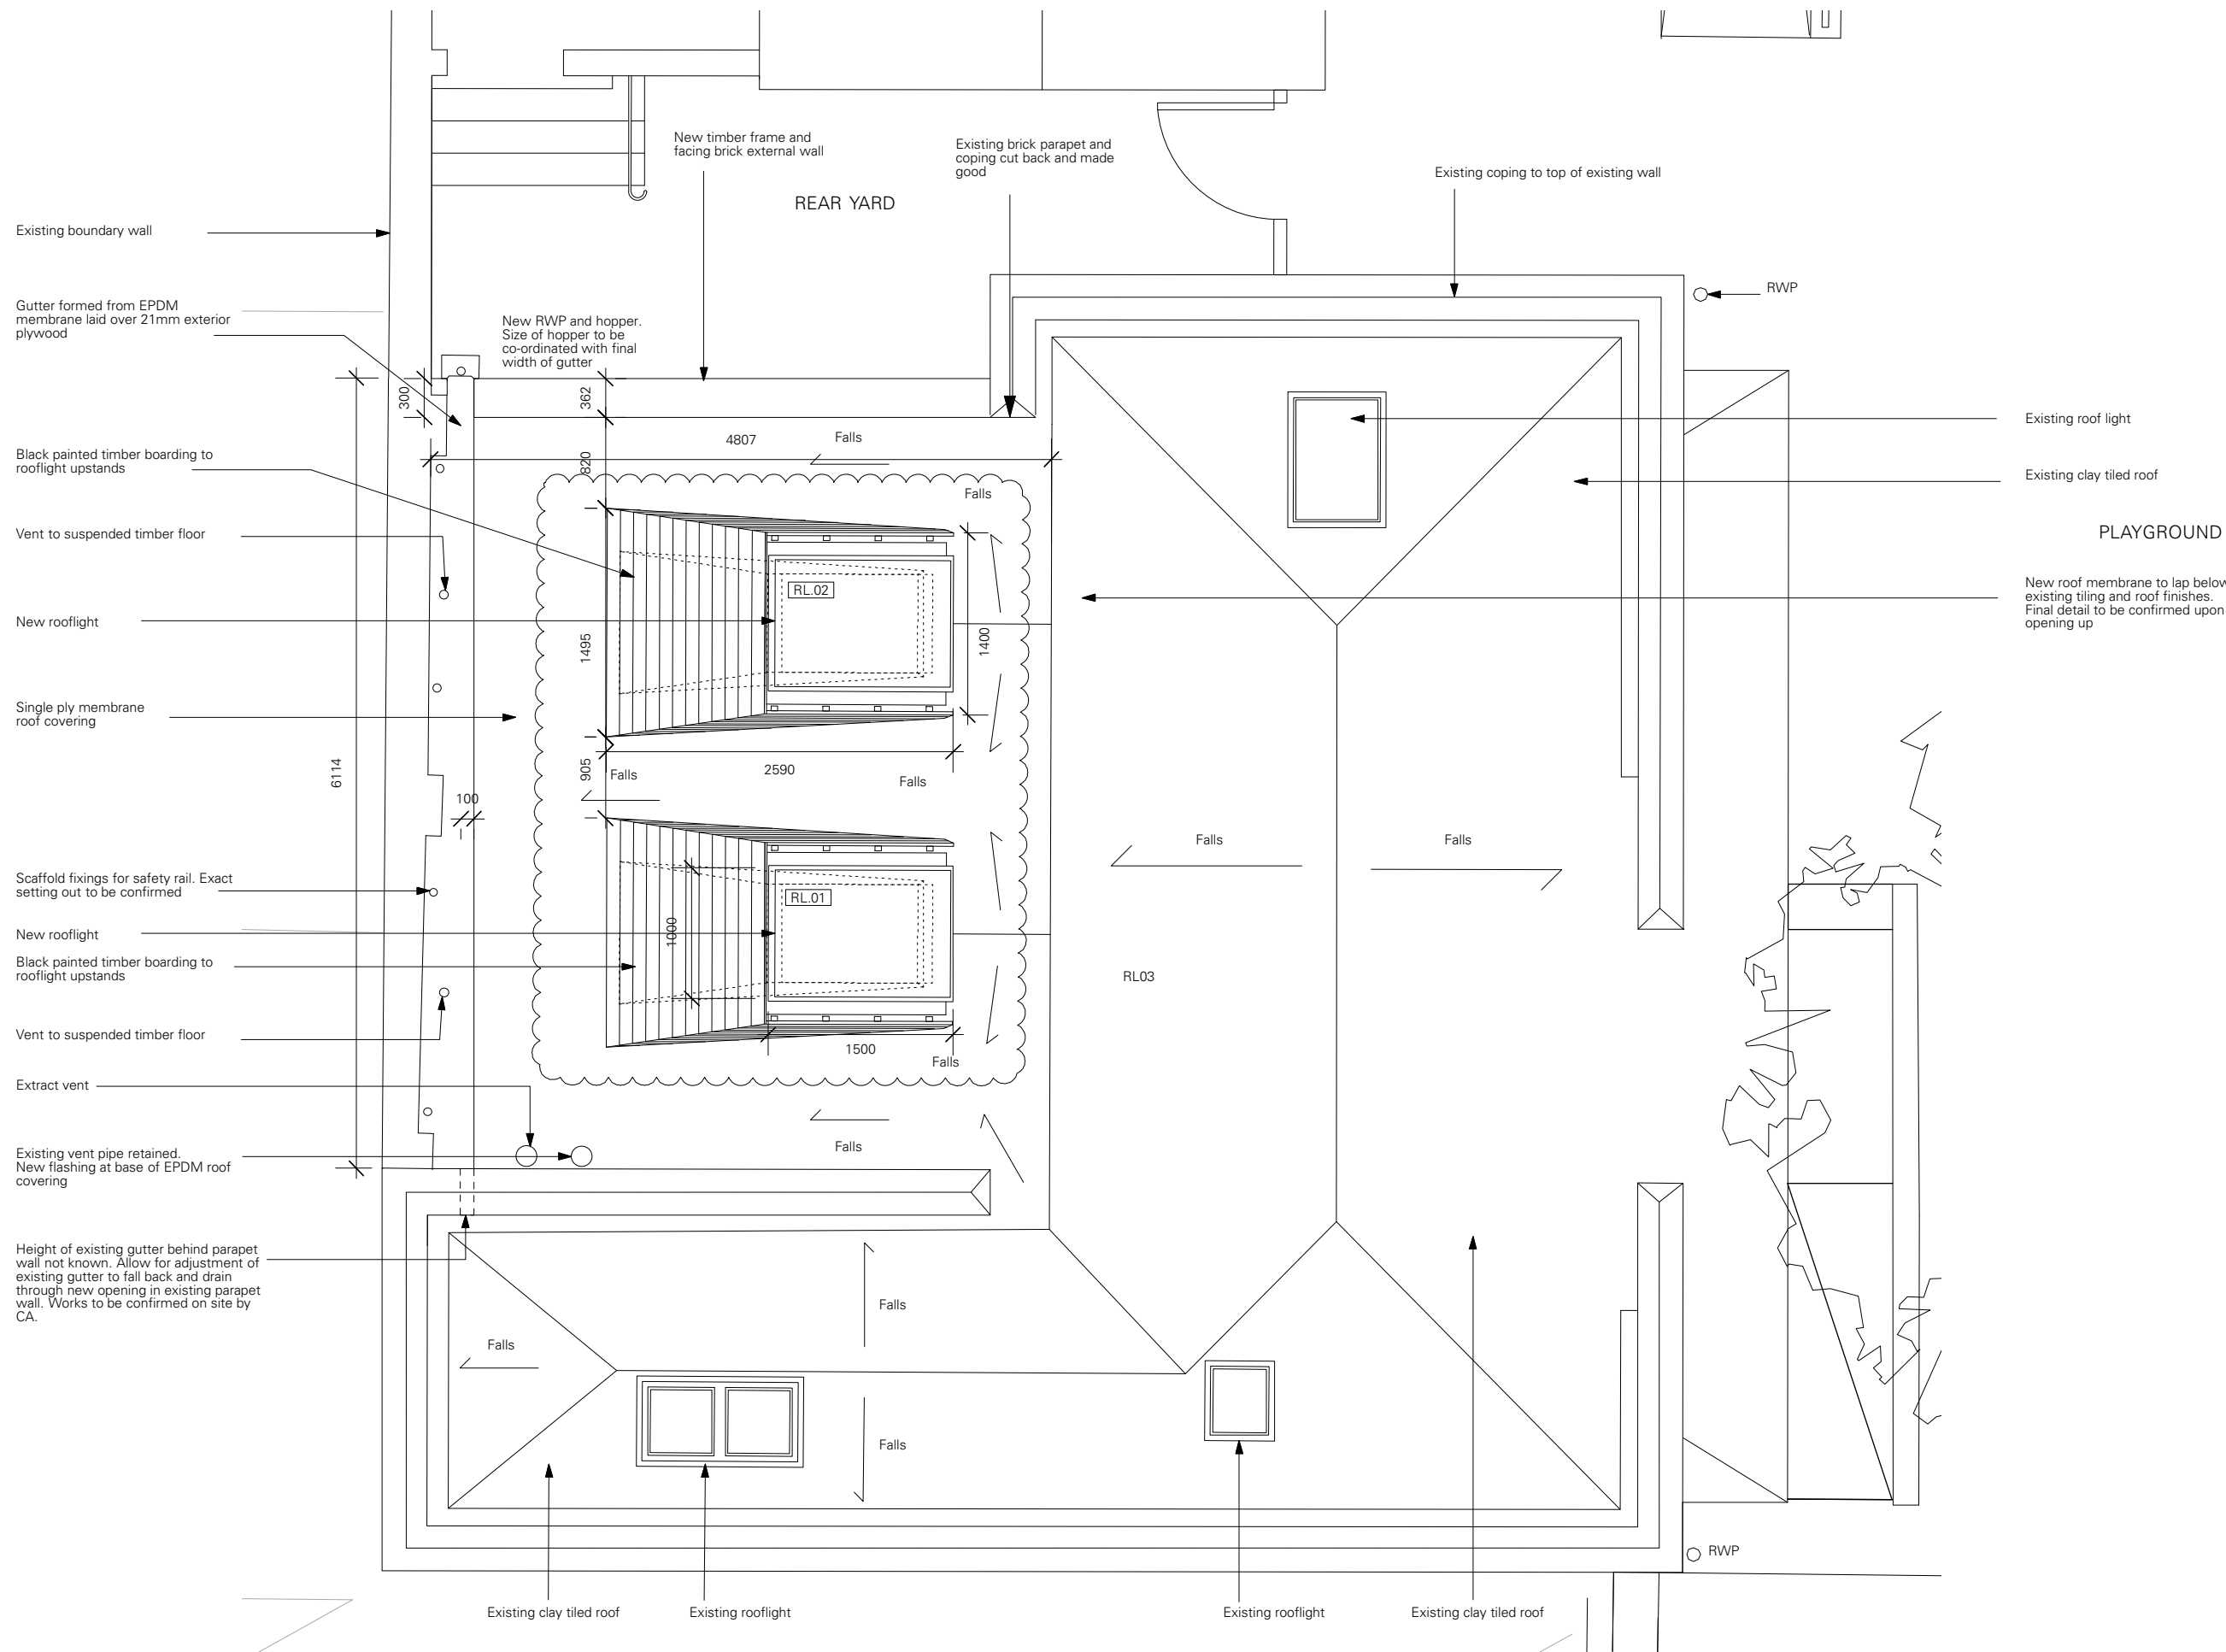 New timber frame and
facing brick external wall
Existing brick parapet and
coping cut back and made
good
Existing coping to top of existing wall
REAR YARD
Existing boundary wall
RWP
Gutter formed from EPDM
membrane laid over 21mm exterior
plywood
New RWP and hopper.
Size of hopper to be
co-ordinated with final
width of gutter
300
362
Existing roof light
4807
Falls
Black painted timber boarding to
rooflight upstands
820
Existing clay tiled roof
Falls
Vent to suspended timber floor
PLAYGROUND
RL.02
New roof membrane to lap below
existing tiling and roof finishes.
Final detail to be confirmed upon
opening up
New rooflight
1495
1400
Single ply membrane
roof covering
6114
905
Falls
2590
Falls
100
Falls
Falls
Scaffold fixings for safety rail. Exact
setting out to be confirmed
RL.01
New rooflight
1000
Black painted timber boarding to
rooflight upstands
RL03
Vent to suspended timber floor
1500
Falls
Extract vent
Falls
Existing vent pipe retained.
New flashing at base of EPDM roof
covering
Height of existing gutter behind parapet
wall not known. Allow for adjustment of
existing gutter to fall back and drain
through new opening in existing parapet
wall. Works to be confirmed on site by
CA.
Falls
Falls
Falls
RWP
Existing clay tiled roof
Existing rooflight
Existing rooflight
Existing clay tiled roof